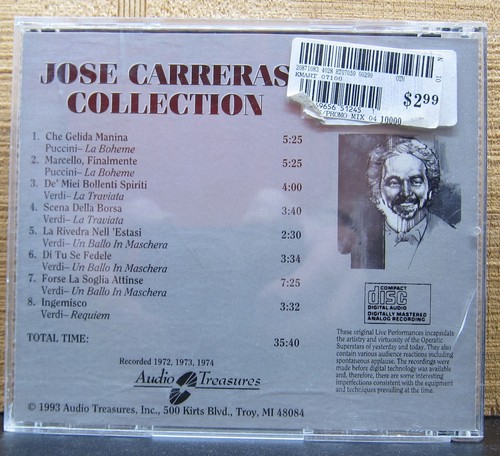 JOSE CARRERAS
COLLECTION
1. Che Gelida Manina 5:25
Puccini– La Boheme
2. Marcello, Finalmente 5:25
Puccini– La Boheme
3. De' Miei Bollenti Spiriti 4:00
Verdi– La Traviata
4. Scena Della Borsa 3:40
Verdi– La Traviata
5. La Rivedra Nell 'Estasi 2:30
Verdi– Un Ballo In Maschera
6. Di Tu Se Fedele 3:34
Verdi– Un Ballo In Maschera
7. Forse La Soglia Attinse 7:25
Verdi– Un Ballo In Maschera
8. Ingemisco 3:32
Verdi– Requiem
TOTAL TIME: 35:40
Recorded 1972, 1973, 1974
Audio Treasures
© 1993 Audio Treasures, Inc., 500 Kirts Blvd., Troy, MI 48084
KMART 07100
$2.99
PROMO MIX 04 10000
COMPACT
disc
DIGITAL AUDIO
DIGITALLY MASTERED
ANALOG RECORDING
These original Live Performances incapsulate
the artistry and virtuosity of the Operatic
Superstars of yesterday and today. They also
contain various audience reactions including
spontaneous applause. The recordings were
made before digital technology was available
and, therefore, there are some interesting
imperfections consistent with the equipment
and techniques prevailing at the time.